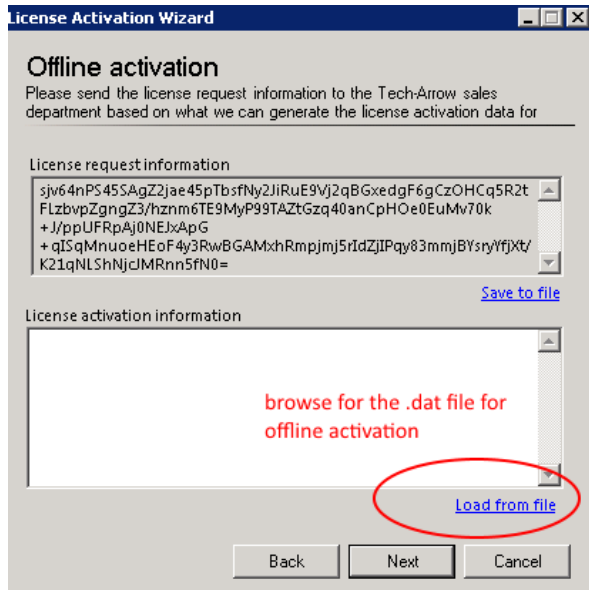 License Activation Wizard
Offline activation
Please send the license request information to the Tech-Arrow sales
department based on what we can generate the license activation data for
License request information
sjv64nPS45SAgZ2jae45pTbsfNy2JiRuE9Vj2qBGxedgF6gCzOHCq5R2t
FLzbvpZgngZ3/hznm6TE9MyP99TAZtGzq40anCpHOe0EuMv70k
+J/ppUFRpAj0NEJxApG
+qISqMnuoeHEoF4y3RwBGAMxhRmpjmj5rIdZjIPqy83mmjBYsryYfjXt/
K21qNLShNjcJMRnn5fN0=
Save to file
License activation information
browse for the .dat file for
offline activation
Load from file
Back
Next
Cancel